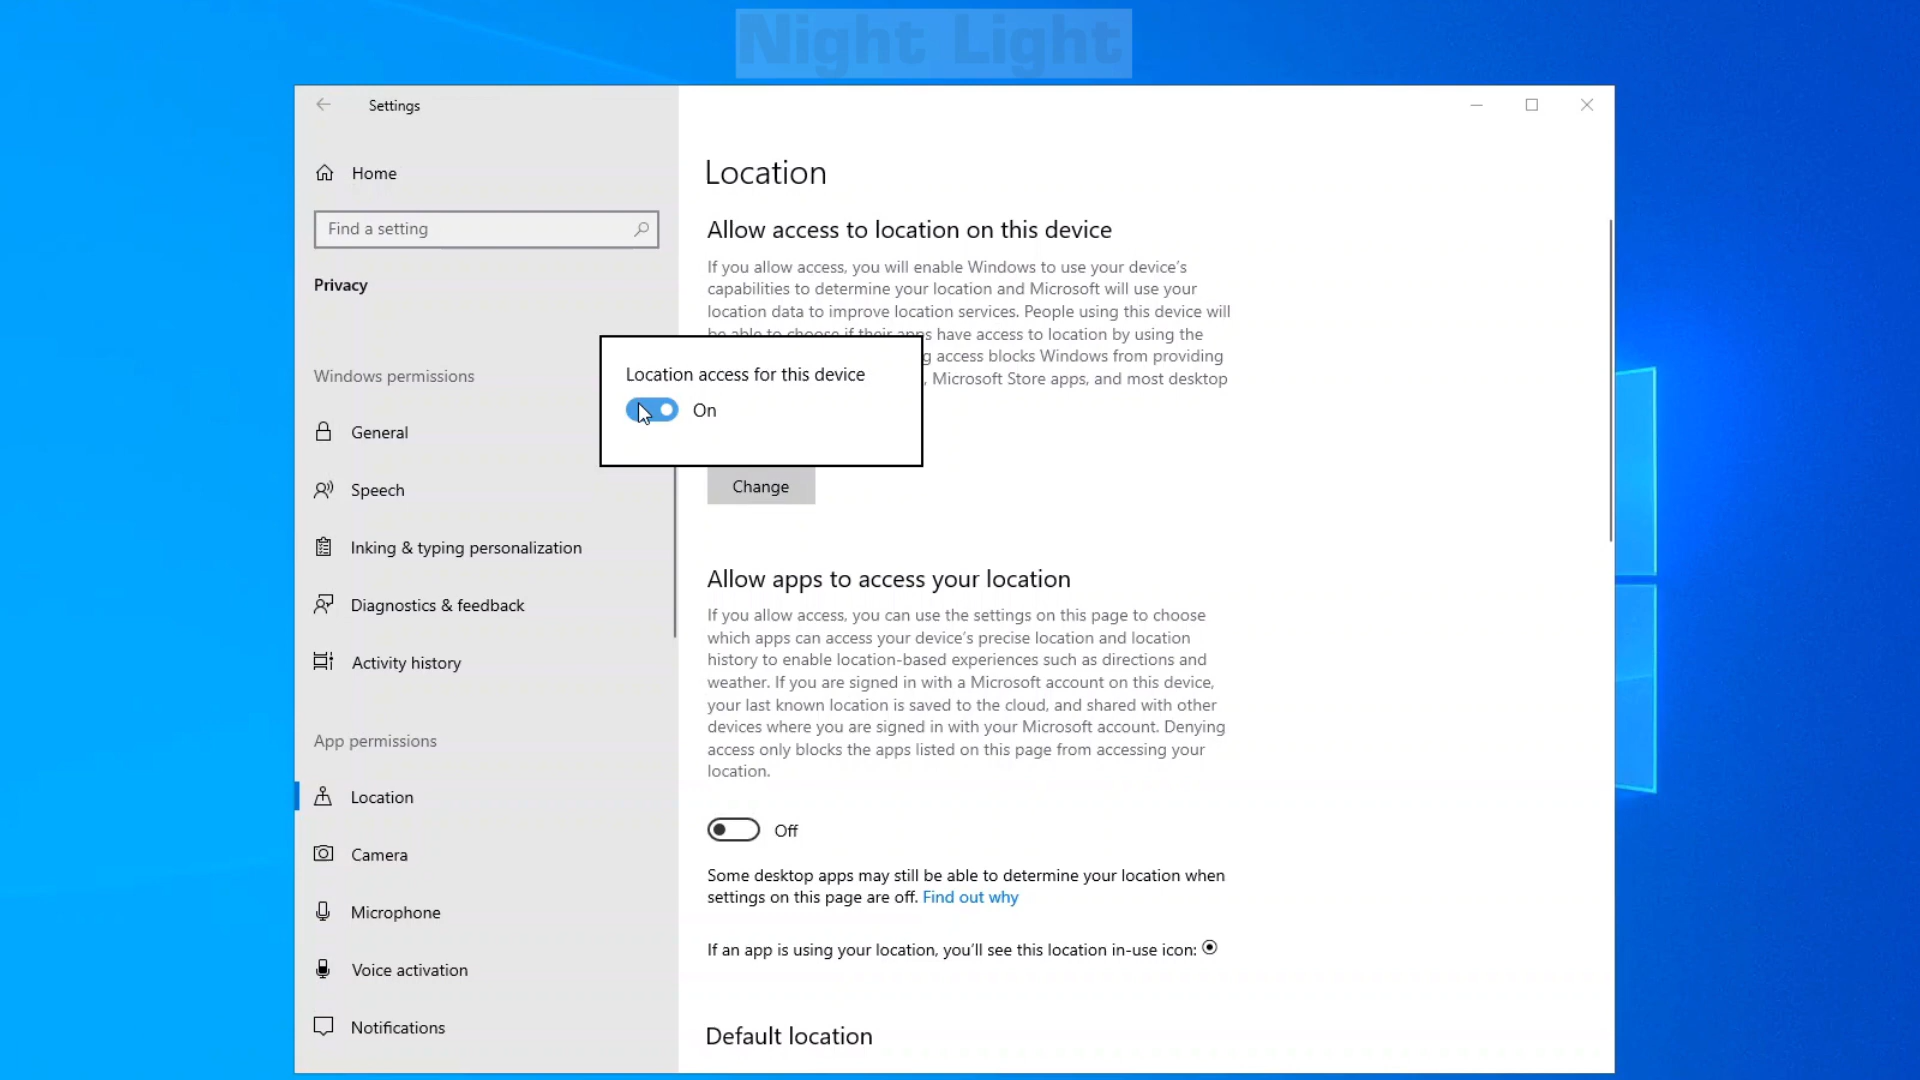 Night Light
Settings
Home
Find a setting
Privacy
Windows permissions
General
Speech
Inking & typing personalization
Diagnostics & feedback
Activity history
App permissions
Location
Camera
Microphone
Voice activation
Notifications
Location
Allow access to location on this device
If you allow access, you will enable Windows to use your device's
capabilities to determine your location and Microsoft will use your
location data to improve location services. People using this device will
be able to choose if their apps have access to location by using the
g access blocks Windows from providing
, Microsoft Store apps, and most desktop
Location access for this device
On
Change
Allow apps to access your location
If you allow access, you can use the settings on this page to choose
which apps can access your device's precise location and location
history to enable location-based experiences such as directions and
weather. If you are signed in with a Microsoft account on this device,
your last known location is saved to the cloud, and shared with other
devices where you are signed in with your Microsoft account. Denying
access only blocks the apps listed on this page from accessing your
location.
Off
Some desktop apps may still be able to determine your location when
settings on this page are off. Find out why
If an app is using your location, you'll see this location in-use icon:
Default location